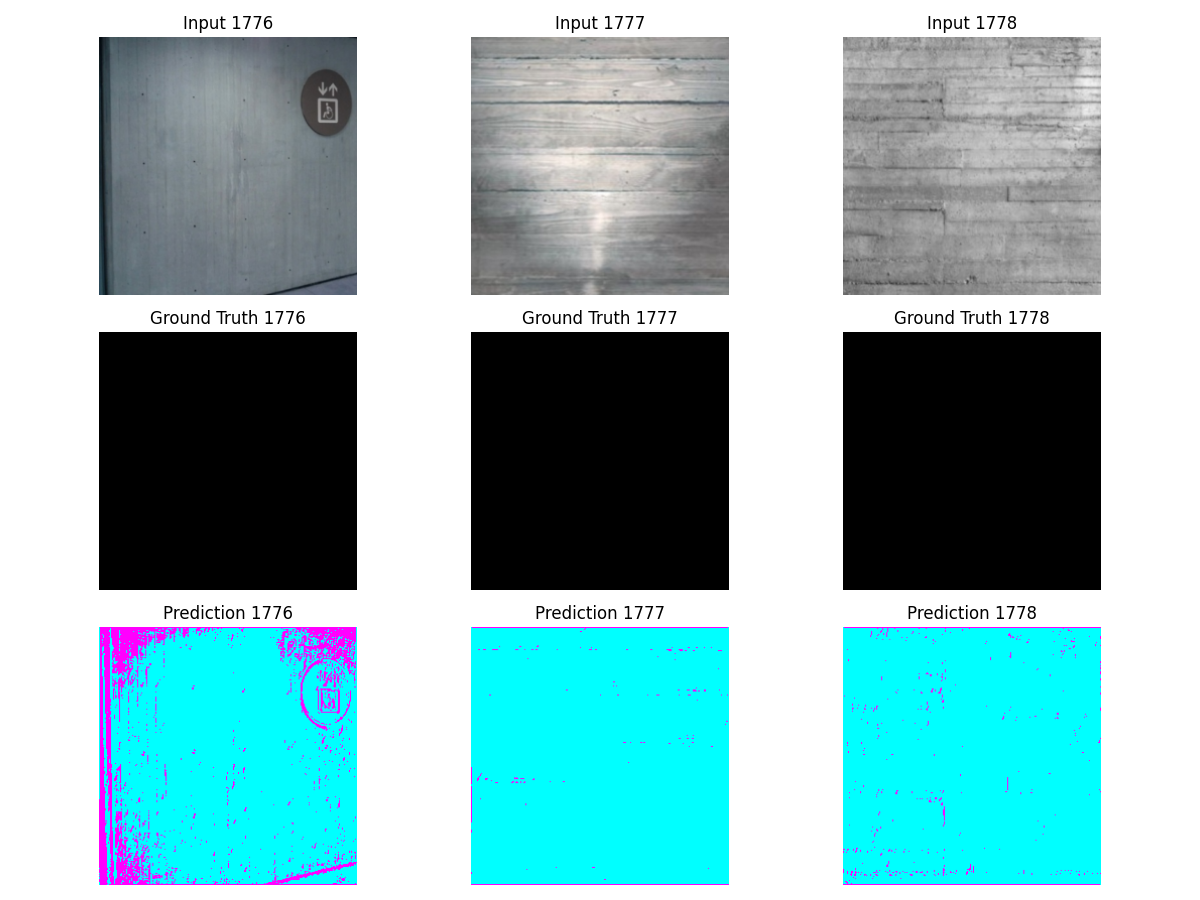 Input 1776
Input 1777
Input 1778
Ground Truth 1776
Ground Truth 1777
Ground Truth 1778
Prediction 1776
Prediction 1777
Prediction 1778